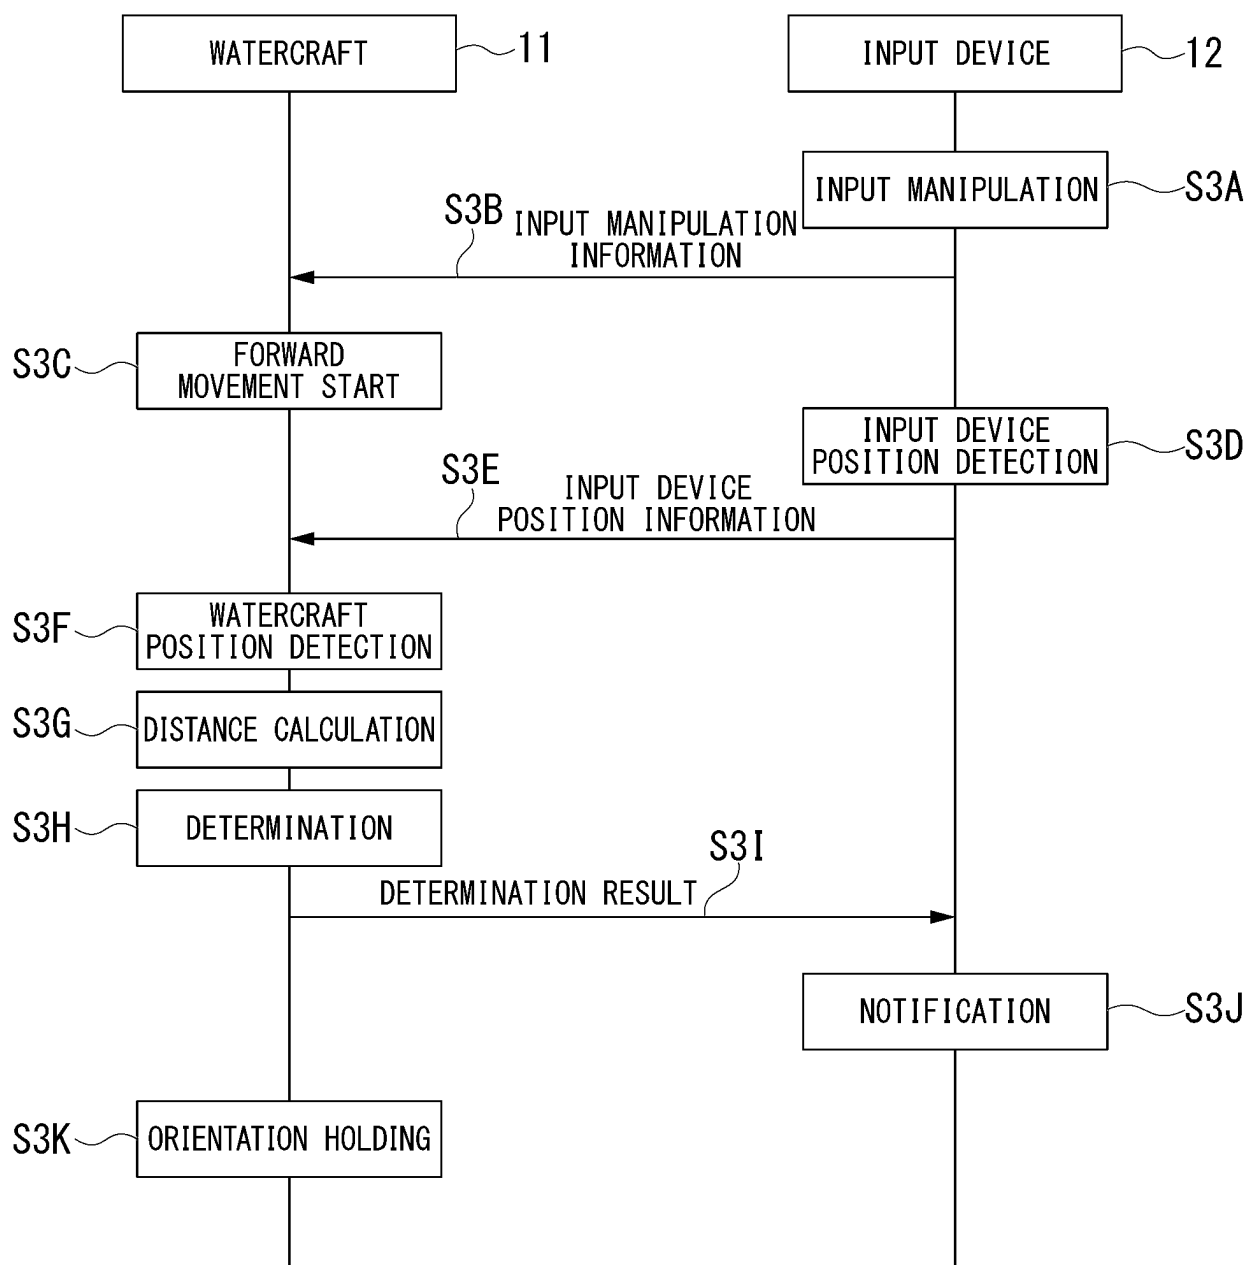 WATERCRAFT
11
INPUT DEVICE
12
INPUT MANIPULATION
S3A
S3B
INPUT MANIPULATION
INFORMATION
S3C
FORWARD
MOVEMENT START
INPUT DEVICE
POSITION DETECTION
S3D
S3E
INPUT DEVICE
POSITION INFORMATION
S3F
WATERCRAFT
POSITION DETECTION
S3G
DISTANCE CALCULATION
S3H
DETERMINATION
S3I
DETERMINATION RESULT
NOTIFICATION
S3J
S3K
ORIENTATION HOLDING